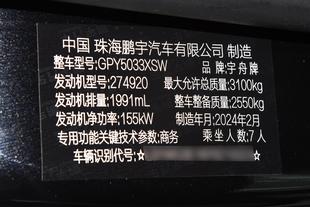 中国 珠海鹏宇汽车有限公司 制造
整车型号:GPY5033XSW 品牌:宇舟牌
发动机型号:274920 最大允许总质量:3100kg
发动机排量:1991mL 整车整备质量:2550kg
发动机净功率:155kW 制造年月:2024年2月
专用功能关键技术参数:商务 乘坐人数:7人
车辆识别代号:☆